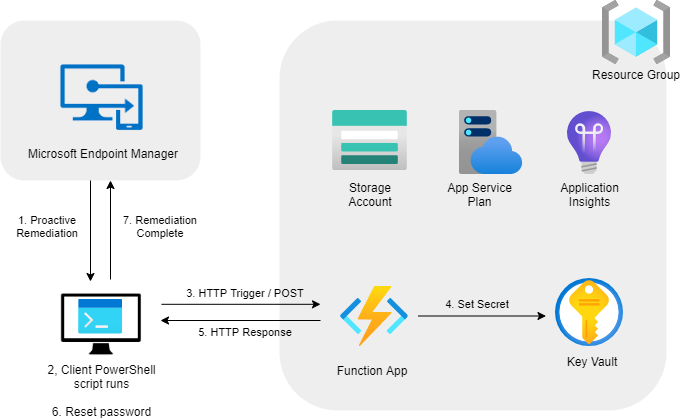 Resource Group
Microsoft Endpoint Manager
Storage
Account
App Service
Plan
Application
Insights
1. Proactive
Remediation
7. Remediation
Complete
3. HTTP Trigger / POST
4. Set Secret
5. HTTP Response
2, Client PowerShell
script runs
Function App
Key Vault
6. Reset password